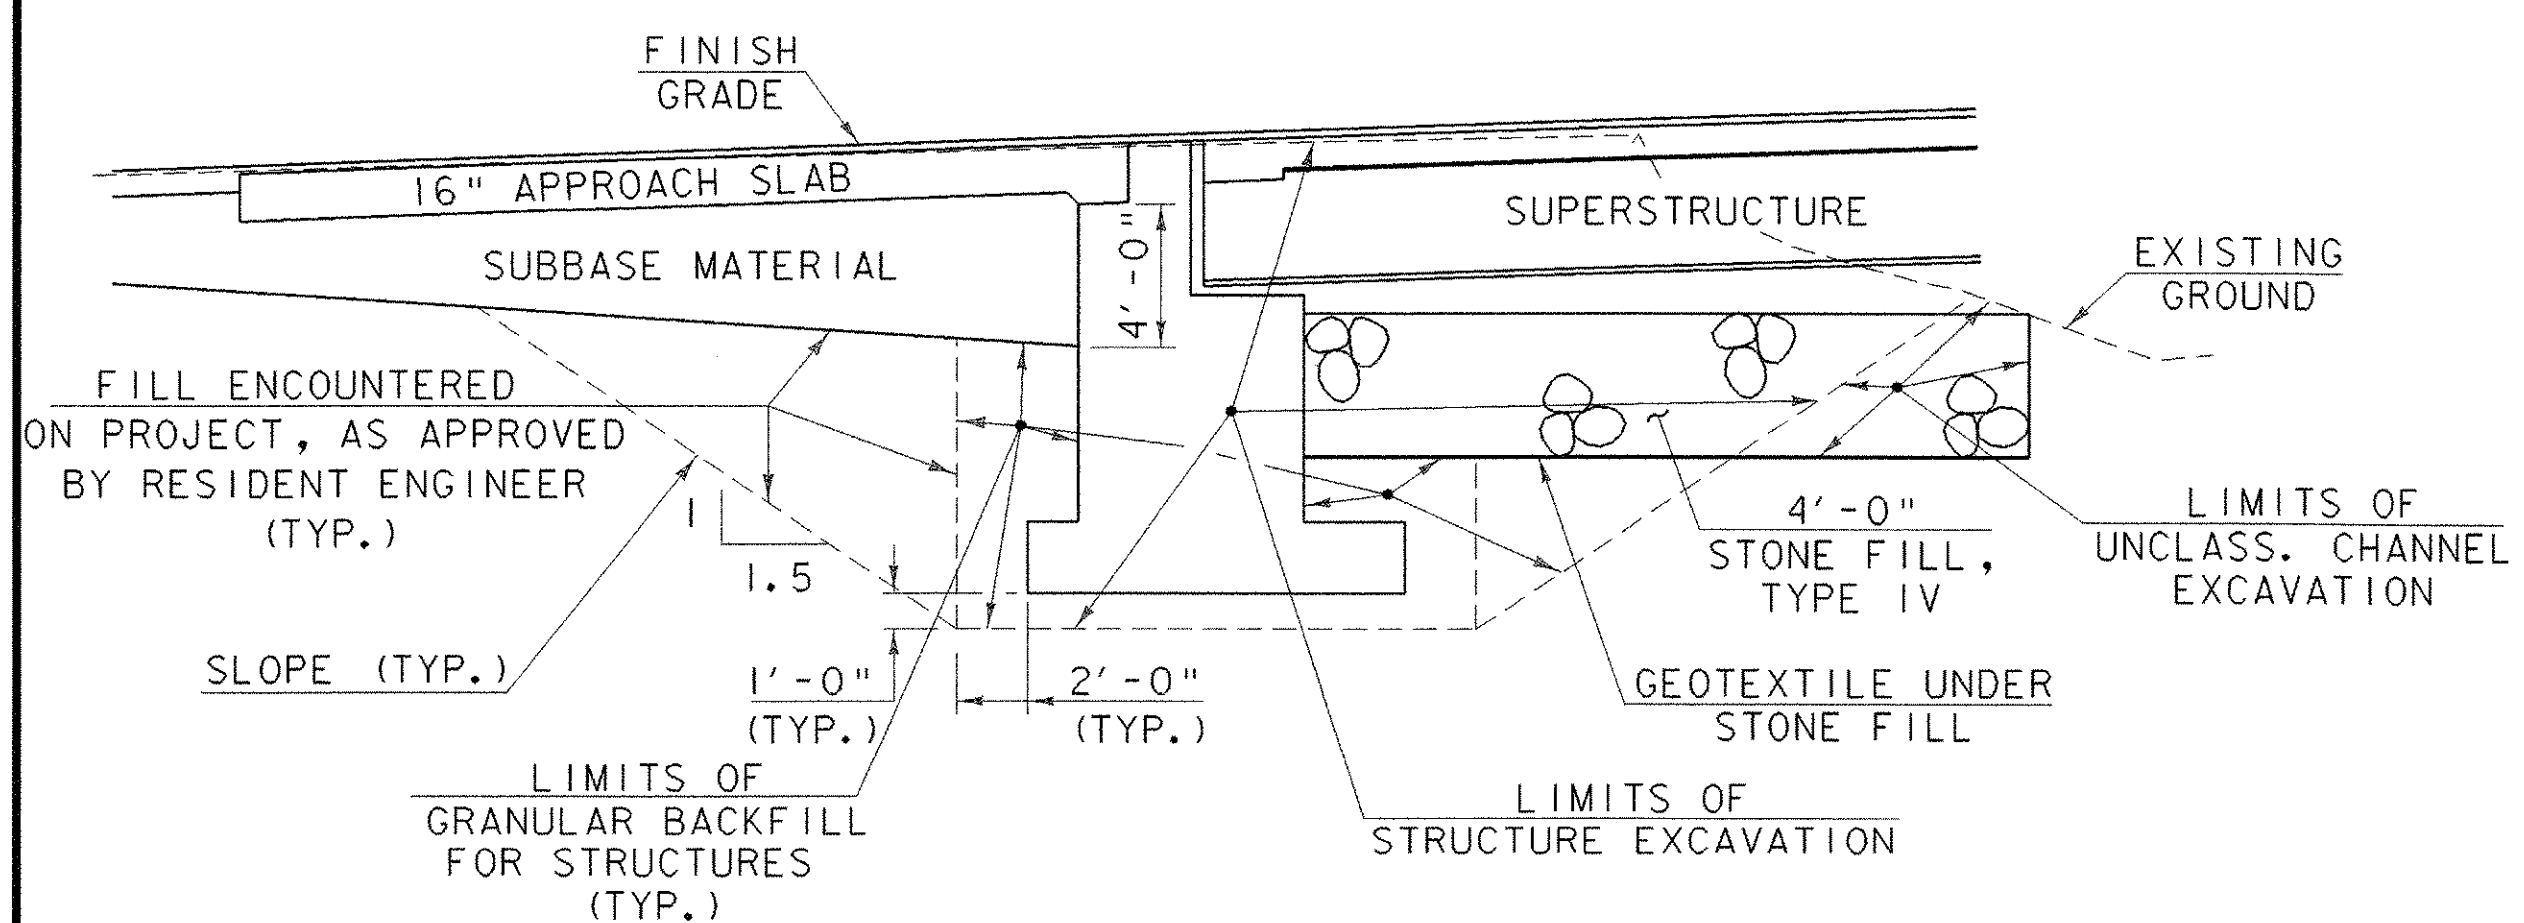 FINISH
GRADE
16" APPROACH SLAB
SUBBASE MATERIAL
4'-0"
SUPERSTRUCTURE
EXISTING
GROUND
FILL ENCOUNTERED
ON PROJECT, AS APPROVED
BY RESIDENT ENGINEER
(TYP.)
1
1.5
4'-0"
STONE FILL,
TYPE IV
LIMITS OF
UNCLASS. CHANNEL
EXCAVATION
SLOPE (TYP.)
1'-0"
(TYP.)
2'-0"
(TYP.)
GEOTEXTILE UNDER
STONE FILL
LIMITS OF
GRANULAR BACKFILL
FOR STRUCTURES
(TYP.)
LIMITS OF
STRUCTURE EXCAVATION